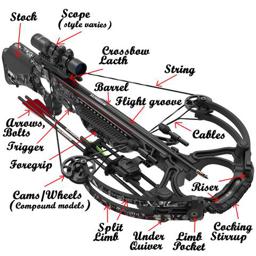 Stock
Scope
(style varies)
Crossbow
Lacth
String
Barrel
Flight groove
Arrows,
Bolts
Cables
Trigger
Foregrip
Cams/Wheels
(Compound models)
Riser
Split
Limb
Under
Quiver
Limb
Pocket
Cocking
Stirrup